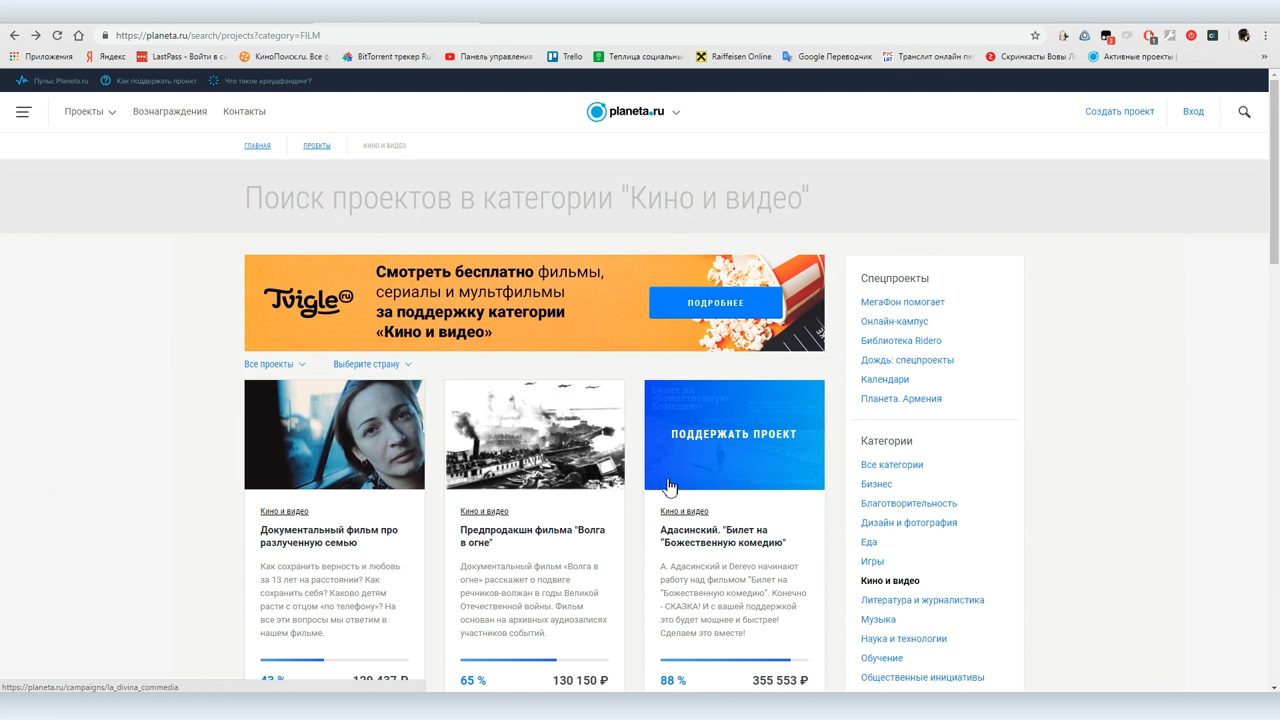 https://planeta.ru/search/projects?category=FILM
Приложения Яндекс LastPass - Войти в с КиноПоиск.ru. Все ф BitTorrent трекер Ru Панель управления Trello Теплица социальны Raiffeisen Online Google Переводчик Транслит онлайн пе Скринкасты Вовы Л Активные проекты | »
Пульс Planeta.ru Как поддержать проект Что такое краудфандинг?
Проекты Вознаграждения Контакты planeta.ru Создать проект Вход
ГЛАВНАЯ ПРОЕКТЫ КИНО И ВИДЕО
Поиск проектов в категории "Кино и видео"
Tvigle ru
Смотреть бесплатно фильмы,
сериалы и мультфильмы
за поддержку категории
«Кино и видео»
ПОДРОБНЕЕ
Все проекты Выберите страну
Кино и видео
Документальный фильм про
разлученную семью
Как сохранить верность и любовь
за 13 лет на расстоянии? Как
сохранить себя? Каково детям
расти с отцом «по телефону»? На
все эти вопросы мы ответим в
нашем фильме.
43 % 129 437 ₽
Кино и видео
Предпродакшн фильма "Волга
в огне"
Документальный фильм «Волга в
огне» расскажет о подвиге
речников-волжан в годы Великой
Отечественной войны. Фильм
основан на архивных аудиозаписях
участников событий.
65 % 130 150 ₽
ПОДДЕРЖАТЬ ПРОЕКТ
Кино и видео
Адасинский. "Билет на
"Божественную комедию"
А. Адасинский и Derevo начинают
работу над фильмом "Билет на
"Божественную комедию". Конечно
- СКАЗКА! И с вашей поддержкой
это будет мощнее и быстрее!
Сделаем это вместе!
88 % 355 553 ₽
Спецпроекты
МегаФон помогает
Онлайн-кампус
Библиотека Ridero
Дождь: спецпроекты
Календари
Планета. Армения
Категории
Все категории
Бизнес
Благотворительность
Дизайн и фотография
Еда
Игры
Кино и видео
Литература и журналистика
Музыка
Наука и технологии
Обучение
Общественные инициативы
https://planeta.ru/campaigns/la_divina_commedia